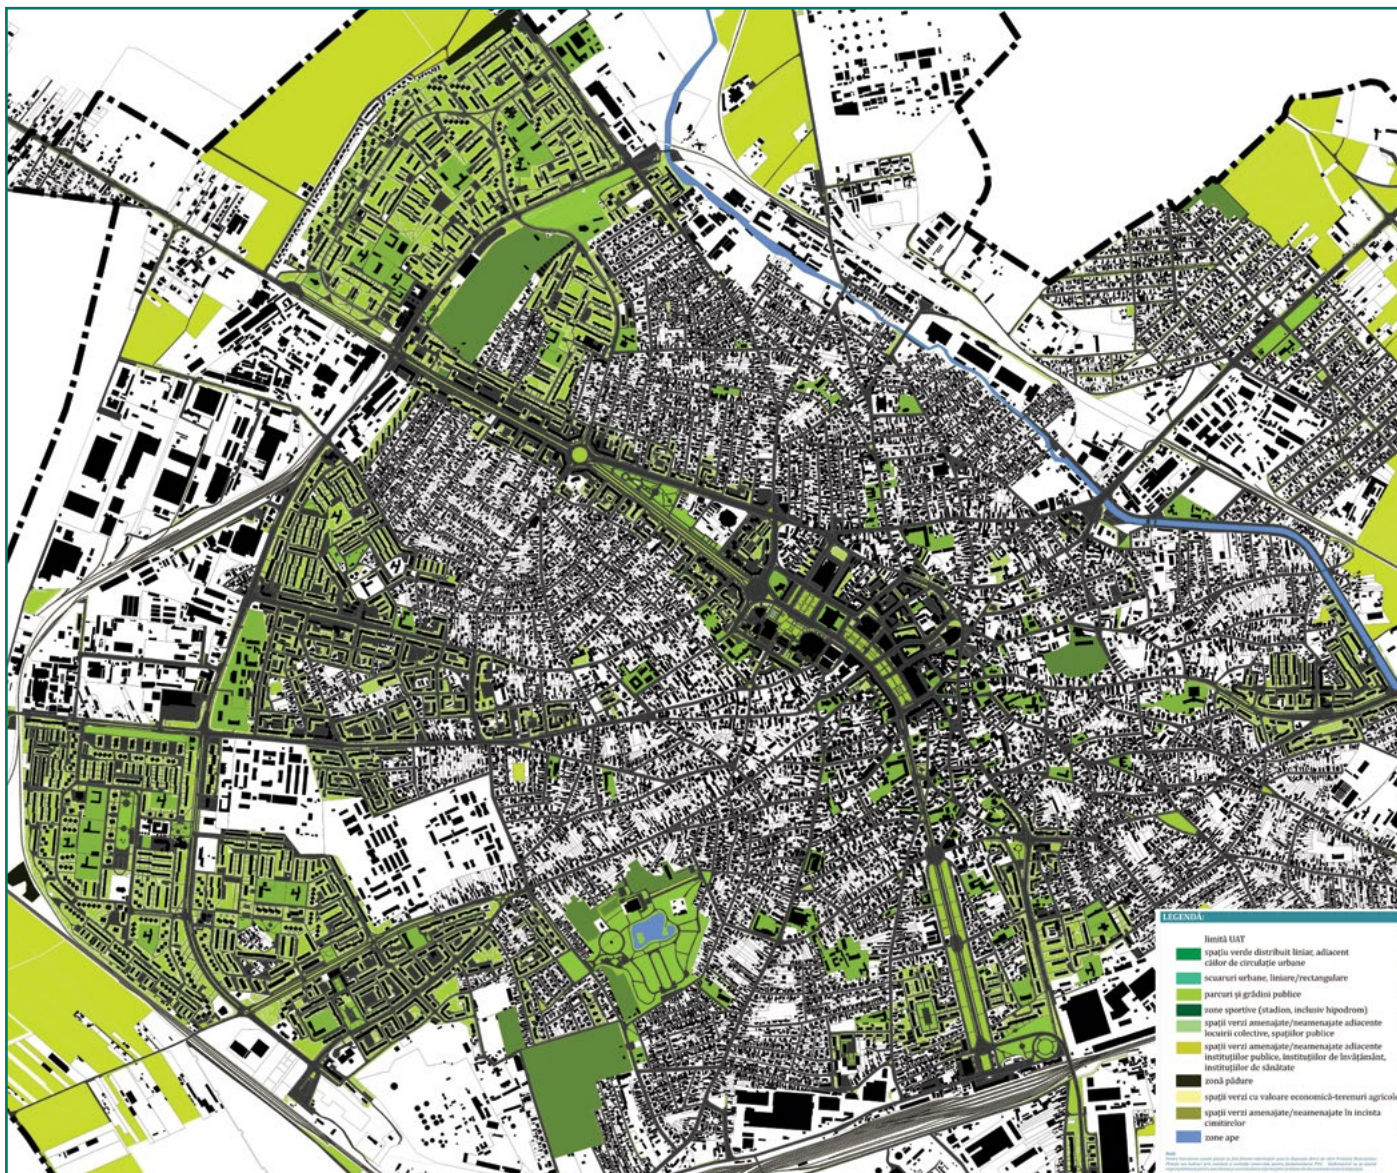 LEGENDĂ:
limită UAT
spațiu verde distribuit liniar, adiacent
căilor de circulație urbane
scuaruri urbane, liniare/rectangulare
parcuri și grădini publice
zone sportive (stadion, inclusiv hipodrom)
spații verzi amenajate/neamenajate adiacente
locuirii colective, spațiilor publice
spații verzi amenajate/neamenajate adiacente
instituțiilor publice, instituțiilor de învățământ,
instituțiilor de sănătate
zonă pădure
spații verzi cu valoare economică-terenuri agricole
spații verzi amenajate/neamenajate în incinta
cimitirelor
zone ape